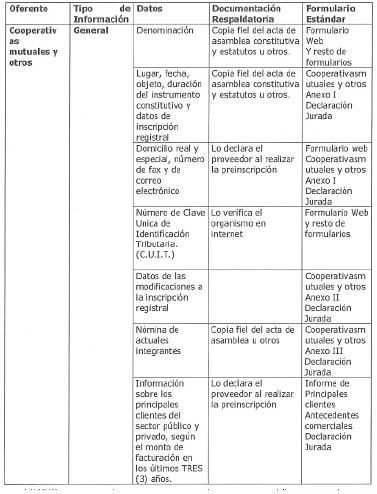 Oferente Tipo de Información Datos Documentación Respaldatoria Formulario Estándar
Cooperativ
as
mutuales y
otros
General
Denominación
Copia fiel del acta de
asamblea constitutiva
y estatutos u otros.
Formulario
Web
Y resto de
formularios
Lugar, fecha,
objeto, duración
del instrumento
constitutivo y
datos de
inscripción
registral
Copia fiel del acta de
asamblea constitutiva
y estatutos u otros.
Cooperativasm
utuales y otros
Anexo I
Declaración
Jurada
Domicilio real y
especial, número
de fax y de
correo
electrónico
Lo declara el
proveedor al realizar
la preinscripción
Formulario web
Cooperativasm
utuales y otros
Anexo I
Declaración
Jurada
Número de Clave
Unica de
Identificación
Tributaria.
(C.U.I.T.)
Lo verifica el
organismo en
internet
Formulario Web
y resto de
formularios
Datos de las
modificaciones a
la inscripción
registral
Cooperativasm
utuales y otros
Anexo II
Declaración
Jurada
Nómina de
actuales
integrantes
Copia fiel del acta de
asamblea u otros
Cooperativasm
utuales y otros
Anexo III
Declaración
Jurada
Información
sobre los
principales
clientes del
sector público y
privado, según
el monto de
facturación en
los últimos TRES
(3) años.
Lo declara el
proveedor al realizar
la preinscripción
Informe de
Principales
clientes
Antecedentes
comerciales
Declaración
Jurada